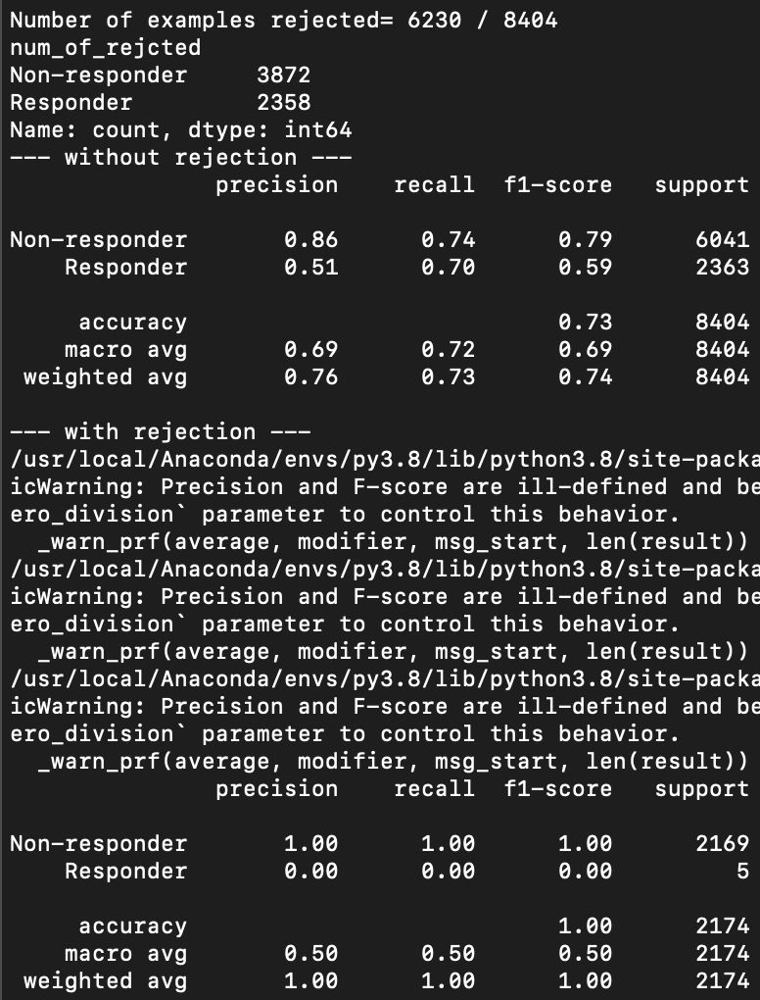 Number of examples rejected= 6230 / 8404
num_of_rejcted
Non-responder     3872
Responder         2358
Name: count, dtype: int64
--- without rejection ---
               precision    recall  f1-score   support

Non-responder       0.86      0.74      0.79      6041
    Responder       0.51      0.70      0.59      2363

     accuracy                           0.73      8404
    macro avg       0.69      0.72      0.69      8404
 weighted avg       0.76      0.73      0.74      8404

--- with rejection ---
/usr/local/Anaconda/envs/py3.8/lib/python3.8/site-packa
icWarning: Precision and F-score are ill-defined and be
ero_division` parameter to control this behavior.
  _warn_prf(average, modifier, msg_start, len(result))
/usr/local/Anaconda/envs/py3.8/lib/python3.8/site-packa
icWarning: Precision and F-score are ill-defined and be
ero_division` parameter to control this behavior.
  _warn_prf(average, modifier, msg_start, len(result))
/usr/local/Anaconda/envs/py3.8/lib/python3.8/site-packa
icWarning: Precision and F-score are ill-defined and be
ero_division` parameter to control this behavior.
  _warn_prf(average, modifier, msg_start, len(result))
               precision    recall  f1-score   support

Non-responder       1.00      1.00      1.00      2169
    Responder       0.00      0.00      0.00         5

     accuracy                           1.00      2174
    macro avg       0.50      0.50      0.50      2174
 weighted avg       1.00      1.00      1.00      2174